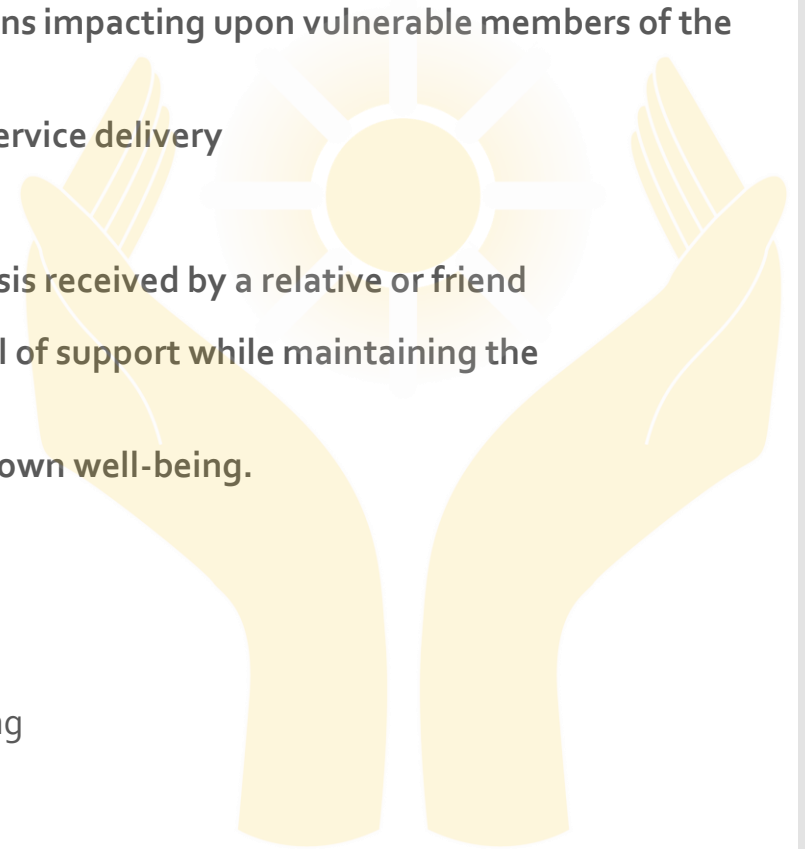 ns impacting upon vulnerable members of the
ervice delivery
sis received by a relative or friend
l of support while maintaining the
own well-being.
g